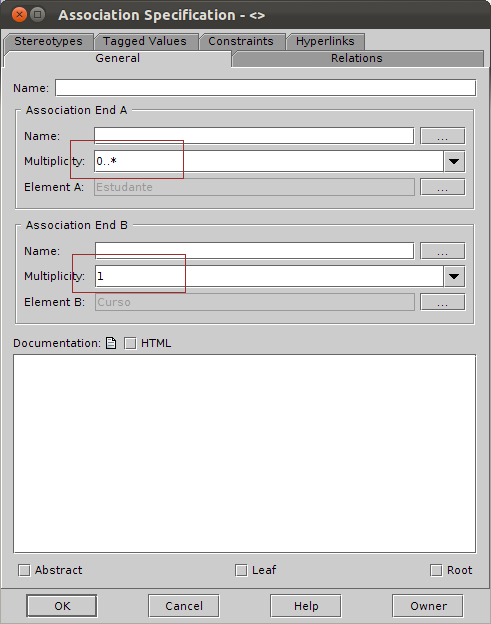 Association Specification - <>
Stereotypes Tagged Values Constraints Hyperlinks
General Relations
Name:
Association End A
Name: ...
Multiplicity: 0..*
Element A: Estudante ...
Association End B
Name: ...
Multiplicity: 1
Element B: Curso ...
Documentation: HTML
Abstract Leaf Root
OK Cancel Help Owner